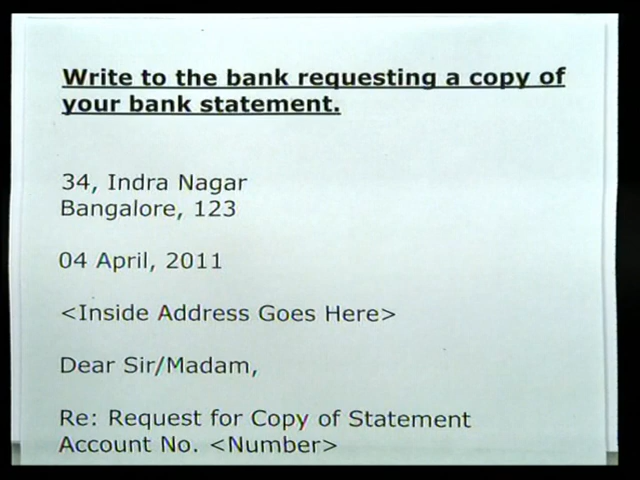 Write to the bank requesting a copy of
your bank statement.
34, Indra Nagar
Bangalore, 123
04 April, 2011
<Inside Address Goes Here>
Dear Sir/Madam,
Re: Request for Copy of Statement
Account No. <Number>